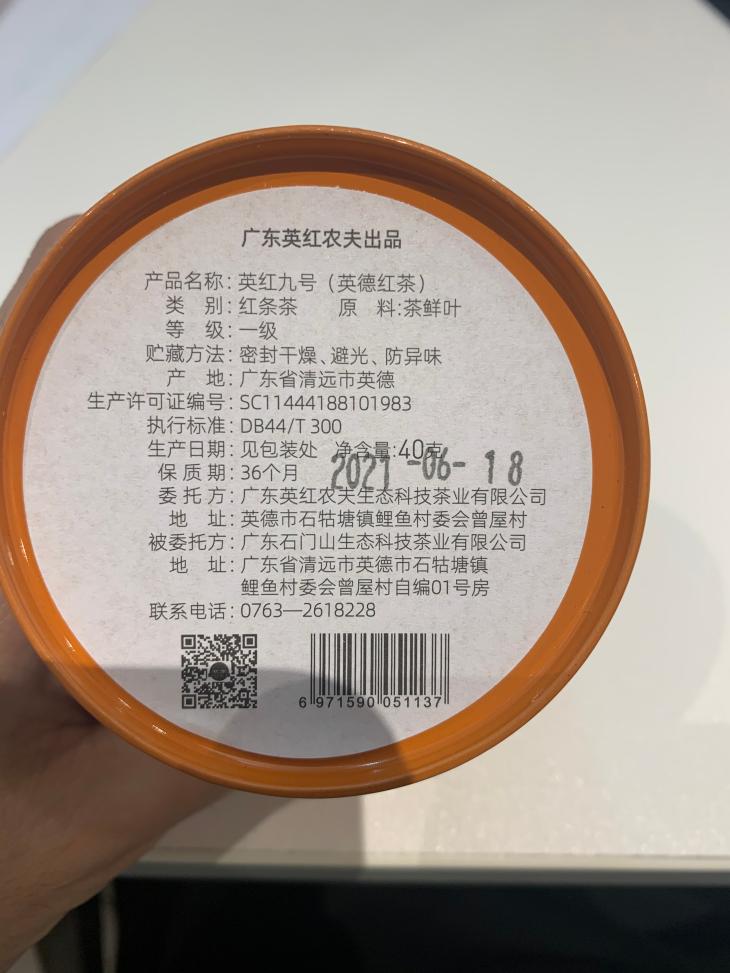 广东英红农夫出品
产品名称：英红九号（英德红茶）
类 别：红条茶 原 料：茶鲜叶
等 级：一级
贮藏方法：密封干燥、避光、防异味
产 地：广东省清远市英德
生产许可证编号：SC11444188101983
执行标准：DB44/T 300
生产日期：见包装处 净含量：40克
保质期：36个月 2021-06-18
委托方：广东英红农夫生态科技茶业有限公司
地 址：英德市石牯塘镇鲤鱼村委会曾屋村
被委托方：广东石门山生态科技茶业有限公司
地 址：广东省清远市英德市石牯塘镇
鲤鱼村委会曾屋村自编01号房
联系电话：0763—2618228
6 971590 051137